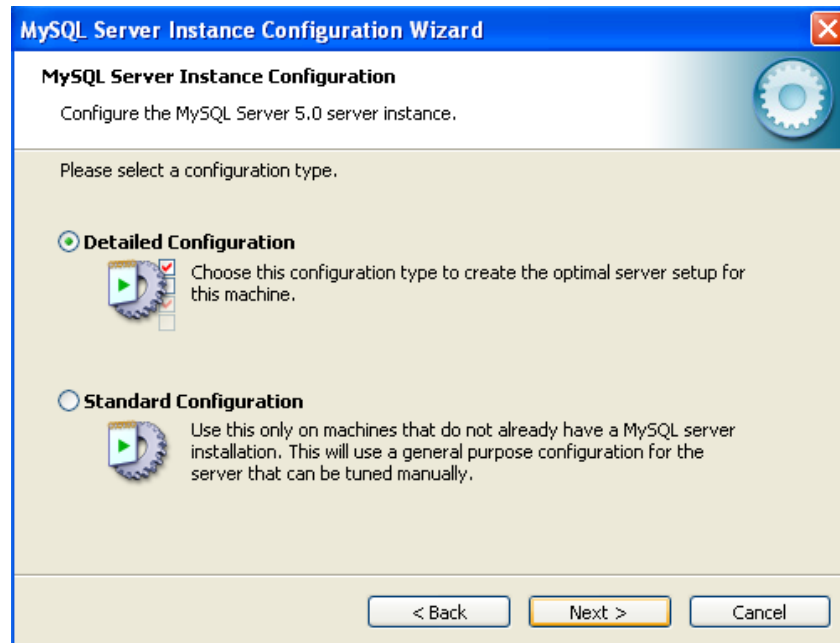 MySQL Server Instance Configuration Wizard
MySQL Server Instance Configuration
Configure the MySQL Server 5.0 server instance.
Please select a configuration type.
Detailed Configuration
Choose this configuration type to create the optimal server setup for
this machine.
Standard Configuration
Use this only on machines that do not already have a MySQL server
installation. This will use a general purpose configuration for the
server that can be tuned manually.
< Back
Next >
Cancel